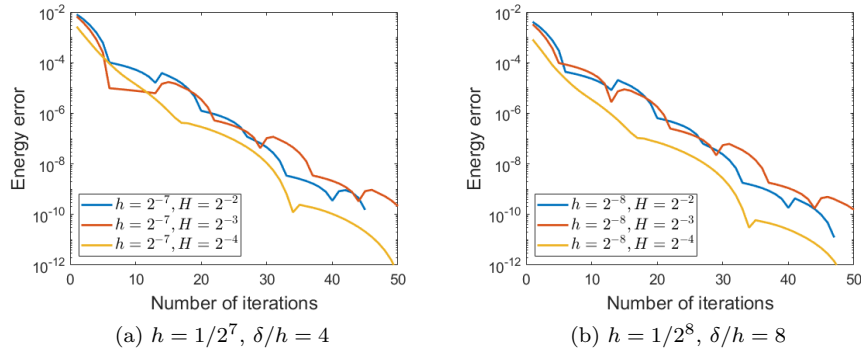 10^{-2}
10^{-4}
10^{-6}
10^{-8}
10^{-10}
10^{-12}
Energy error
h = 2^{-7}, H = 2^{-2}
h = 2^{-7}, H = 2^{-3}
h = 2^{-7}, H = 2^{-4}
0 10 20 30 40 50
Number of iterations
(a) h = 1/2^7, δ/h = 4
10^{-2}
10^{-4}
10^{-6}
10^{-8}
10^{-10}
10^{-12}
Energy error
h = 2^{-8}, H = 2^{-2}
h = 2^{-8}, H = 2^{-3}
h = 2^{-8}, H = 2^{-4}
0 10 20 30 40 50
Number of iterations
(b) h = 1/2^8, δ/h = 8